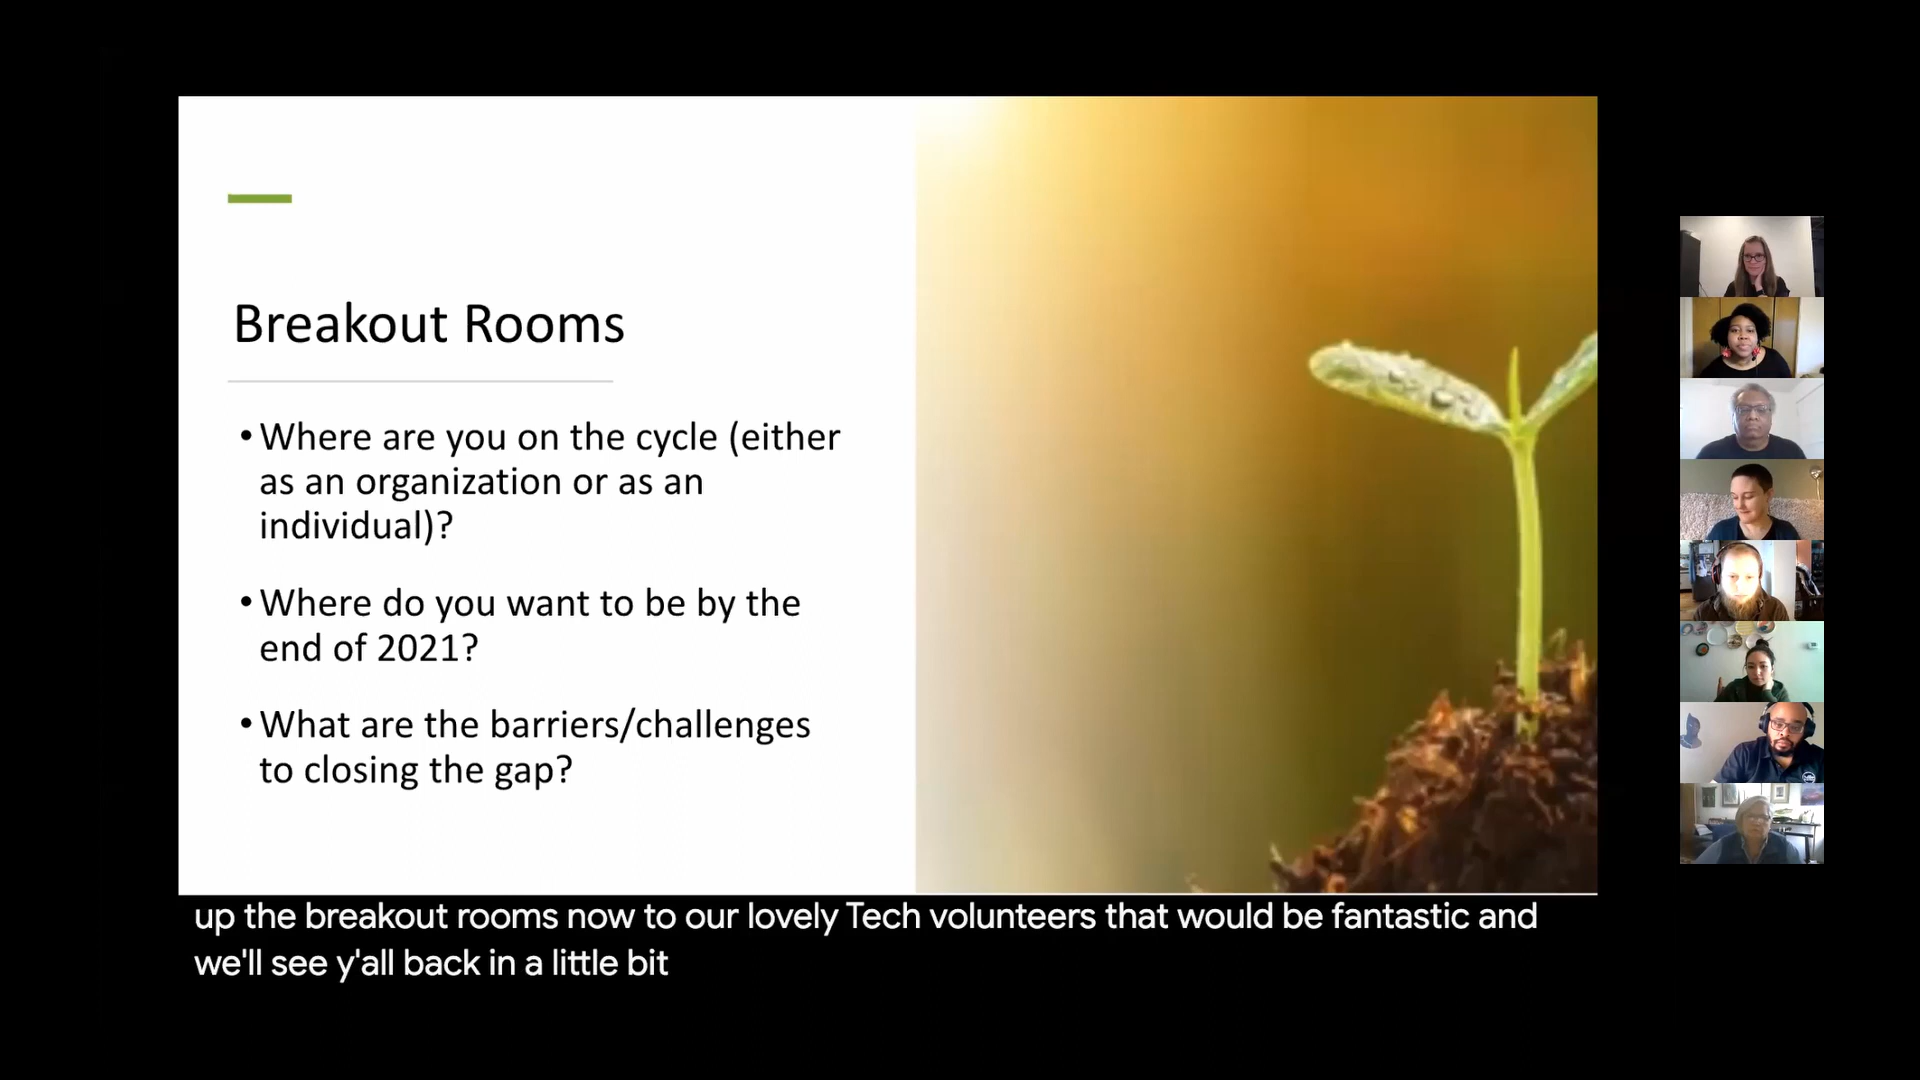 Breakout Rooms
• Where are you on the cycle (either
as an organization or as an
individual)?
• Where do you want to be by the
end of 2021?
• What are the barriers/challenges
to closing the gap?
up the breakout rooms now to our lovely Tech volunteers that would be fantastic and
we'll see y'all back in a little bit